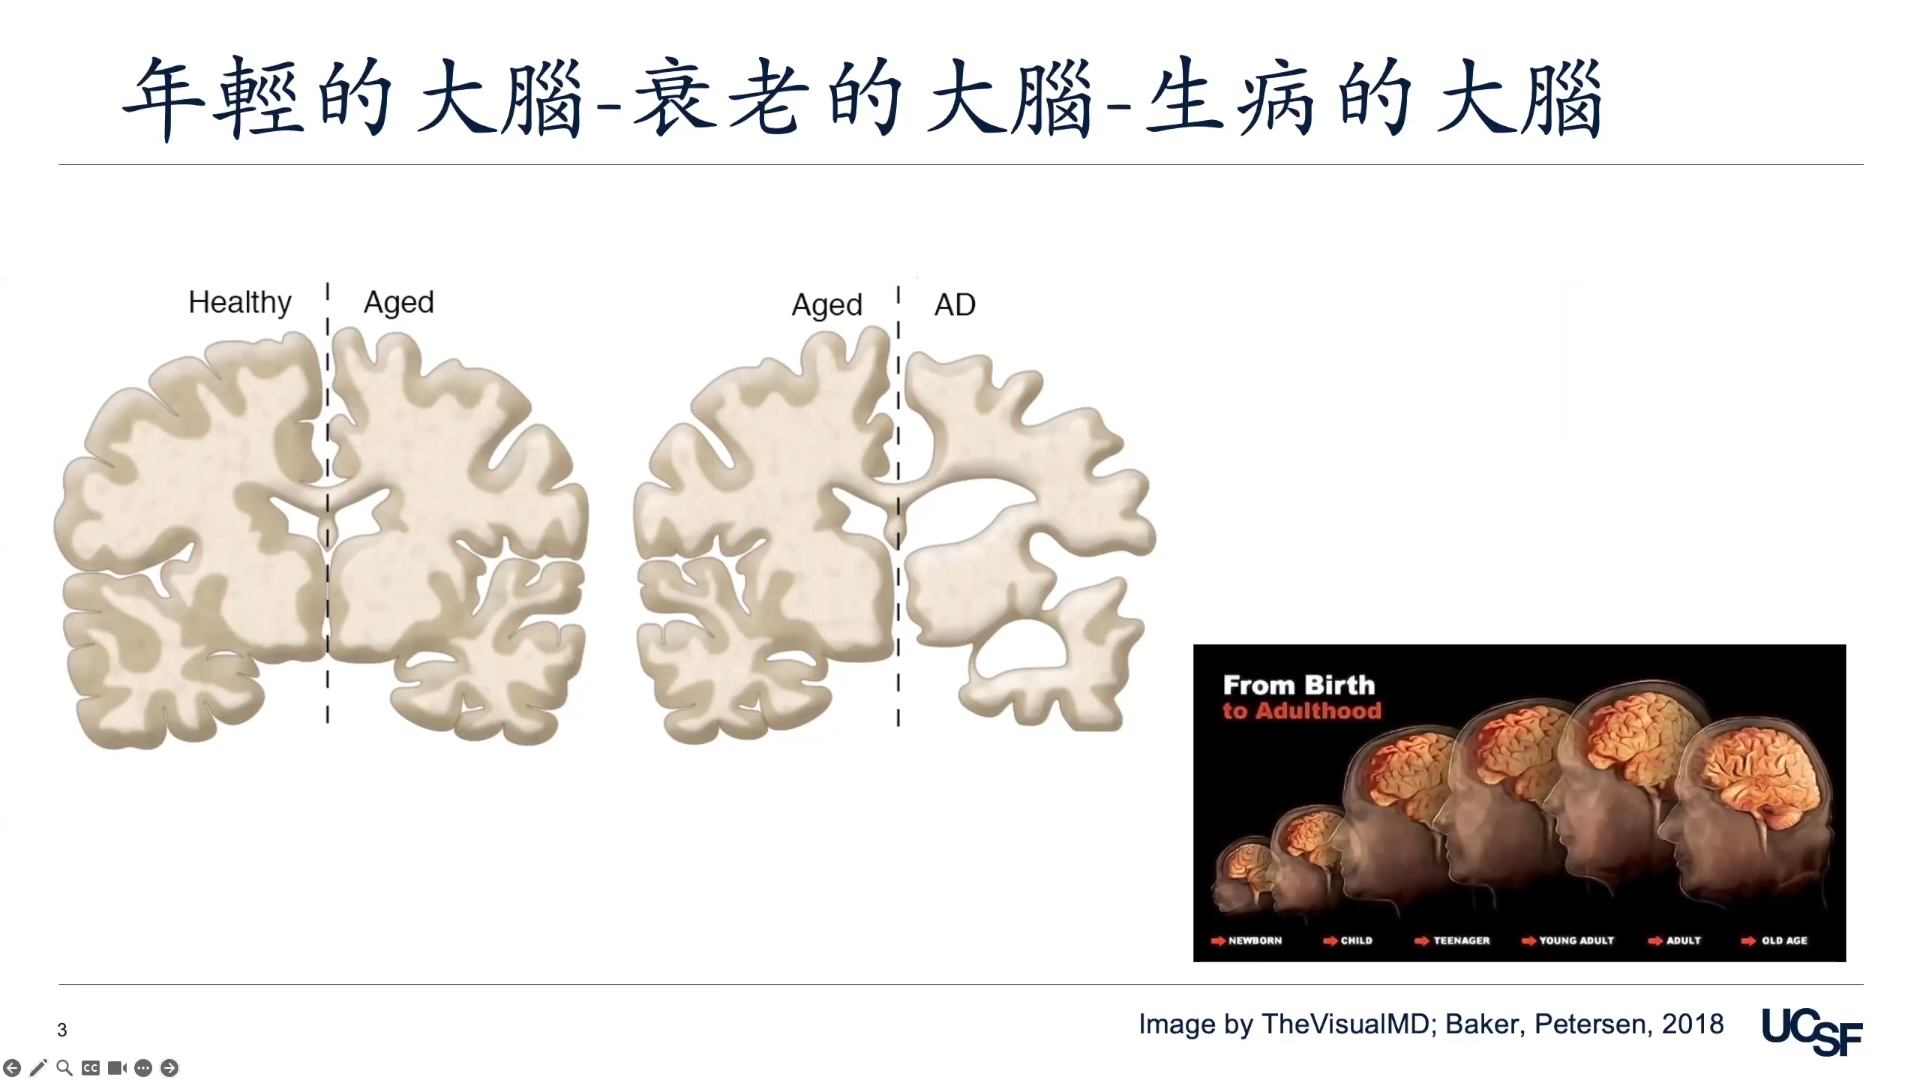 年輕的大腦-衰老的大腦-生病的大腦
Healthy
Aged
Aged
AD
From Birth
to Adulthood
NEWBORN
CHILD
TEENAGER
YOUNG ADULT
ADULT
OLD AGE
Image by TheVisualMD; Baker, Petersen, 2018
UCSF
3
CC